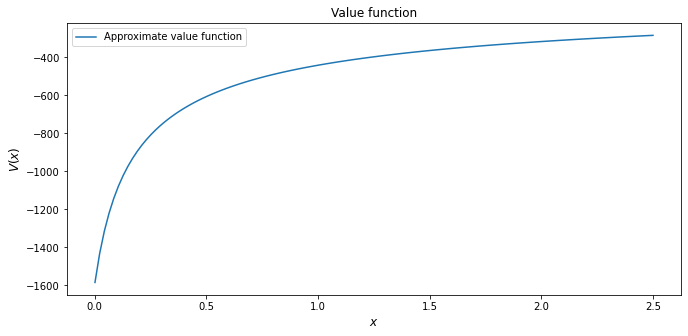 Value function
Approximate value function
V(x)
−400
−600
−800
−1000
−1200
−1400
−1600
0.0 0.5 1.0 1.5 2.0 2.5
x